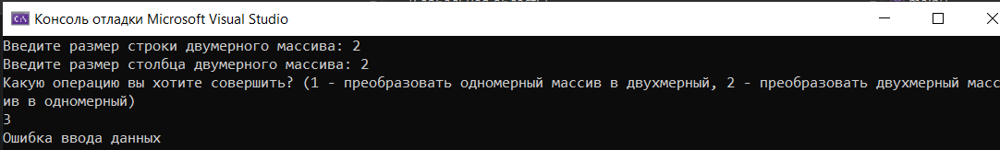 Консоль отладки Microsoft Visual Studio
Введите размер строки двумерного массива: 2
Введите размер столбца двумерного массива: 2
Какую операцию вы хотите совершить? (1 - преобразовать одномерный массив в двухмерный, 2 - преобразовать двухмерный масс
ив в одномерный)
3
Ошибка ввода данных